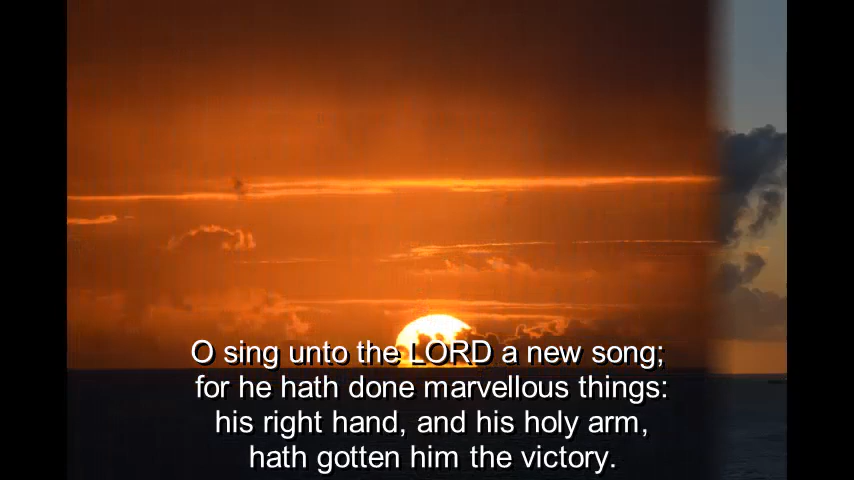 O sing unto the LORD a new song;
for he hath done marvellous things:
his right hand, and his holy arm,
hath gotten him the victory.